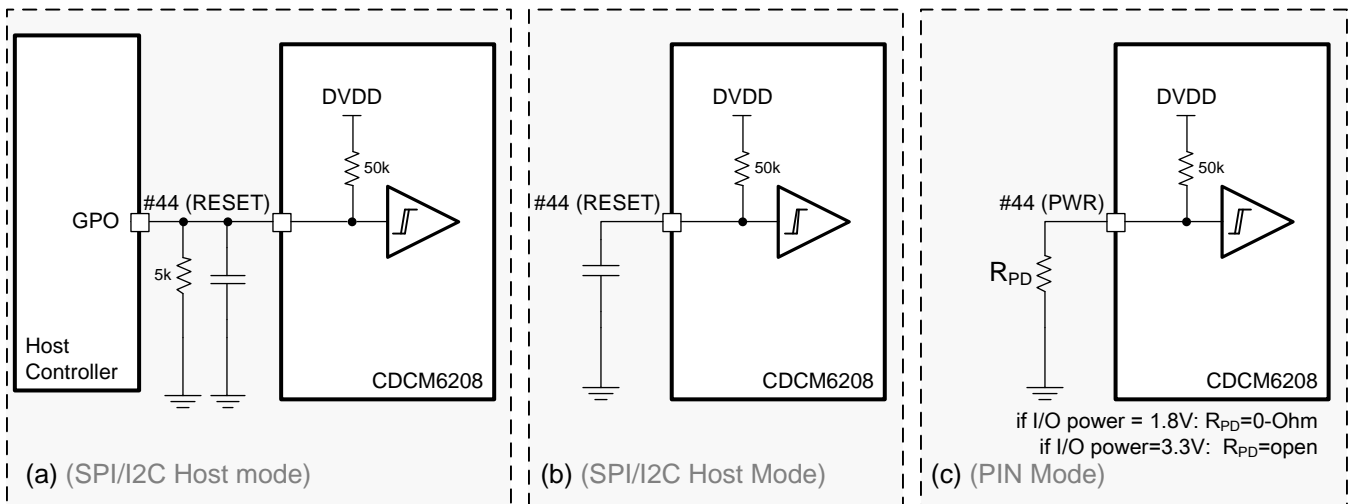 DVDD
50k
#44 (RESET)
GPO
5k
Host
Controller
CDCM6208
(a) (SPI/I2C Host mode)
DVDD
50k
#44 (RESET)
CDCM6208
(b) (SPI/I2C Host Mode)
DVDD
50k
#44 (PWR)
RPD
CDCM6208
if I/O power = 1.8V: RPD=0-Ohm
if I/O power=3.3V: RPD=open
(c) (PIN Mode)